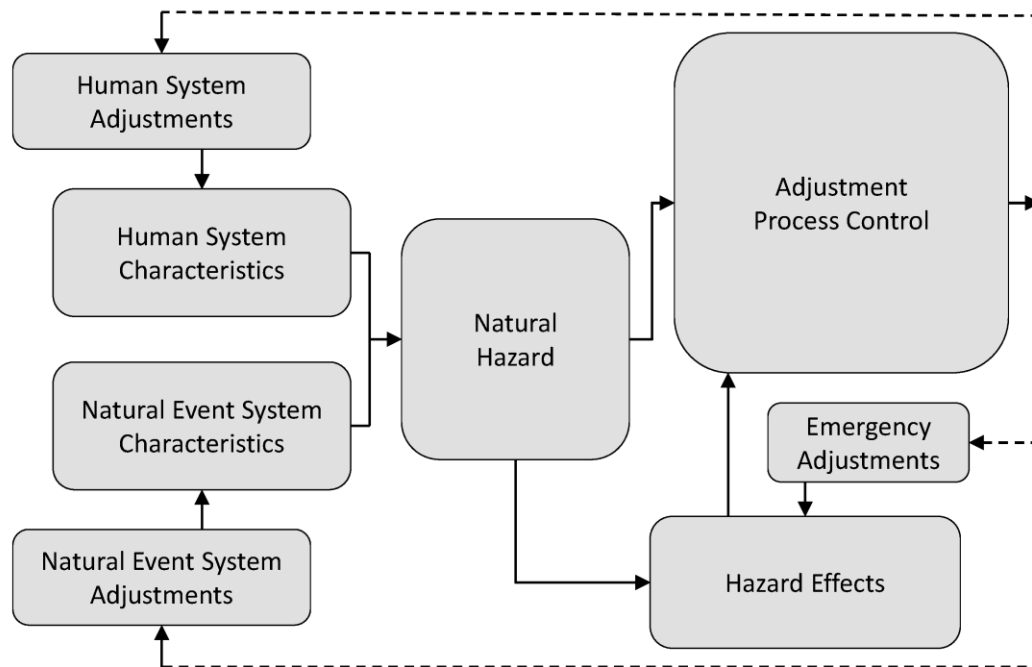 Human System
Adjustments
Human System
Characteristics
Natural Event System
Characteristics
Natural Event System
Adjustments
Natural
Hazard
Adjustment
Process Control
Emergency
Adjustments
Hazard Effects